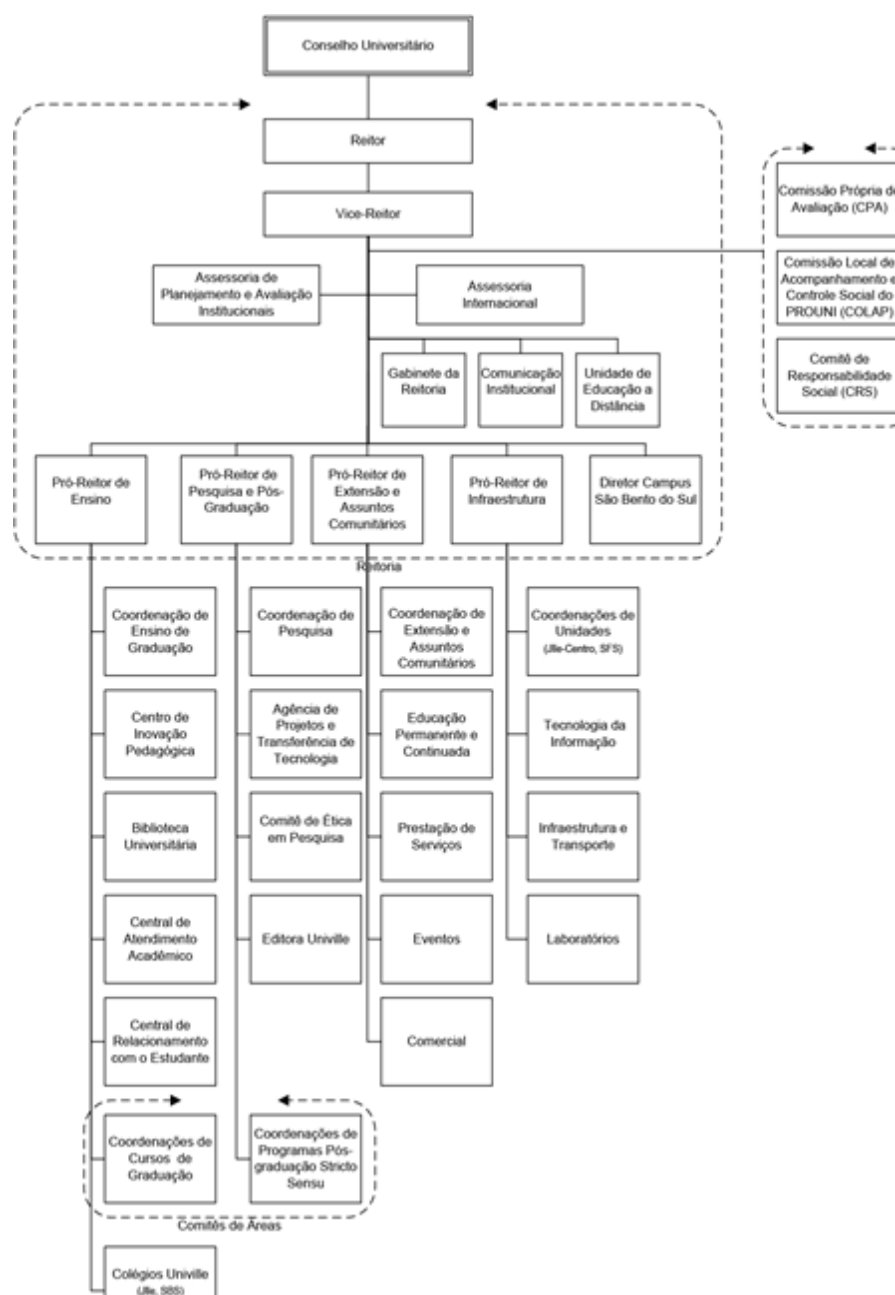 Conselho Universitário
Reitor
Vice-Reitor
Comissão Própria de
Avaliação (CPA)
Comissão Local de
Acompanhamento e
Controle Social do
PROUNI (COLAP)
Comitê de
Responsabilidade
Social (CRS)
Assessoria de
Planejamento e Avaliação
Institucionais
Assessoria
Internacional
Gabinete da
Reitoria
Comunicação
Institucional
Unidade de
Educação a
Distância
Pró-Reitor de
Ensino
Pró-Reitor de
Pesquisa e Pós-
Graduação
Pró-Reitor de
Extensão e
Assuntos
Comunitários
Pró-Reitor de
Infraestrutura
Diretor Campus
São Bento do Sul
Reitoria
Coordenação de
Ensino de
Graduação
Coordenação de
Pesquisa
Coordenação de
Extensão e
Assuntos
Comunitários
Coordenações de
Unidades
(Jlle-Centro, SFS)
Centro de
Inovação
Pedagógica
Agência de
Projetos e
Transferência de
Tecnologia
Educação
Permanente e
Continuada
Tecnologia da
Informação
Biblioteca
Universitária
Comitê de Ética
em Pesquisa
Prestação de
Serviços
Infraestrutura e
Transporte
Central de
Atendimento
Acadêmico
Editora Univille
Eventos
Laboratórios
Central de
Relacionamento
com o Estudante
Comercial
Coordenações de
Cursos de
Graduação
Coordenações de
Programas Pós-
graduação Stricto
Sensu
Comitês de Áreas
Colégios Univille
(Jlle, SBS)